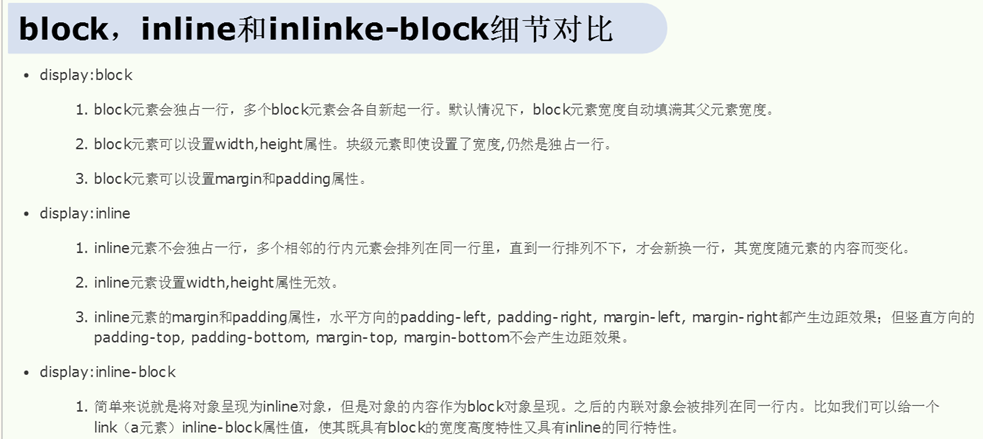 block，inline和inlinke-block细节对比
• display:block
1. block元素会独占一行，多个block元素会各自新起一行。默认情况下，block元素宽度自动填满其父元素宽度。
2. block元素可以设置width,height属性。块级元素即使设置了宽度,仍然是独占一行。
3. block元素可以设置margin和padding属性。
• display:inline
1. inline元素不会独占一行，多个相邻的行内元素会排列在同一行里，直到一行排列不下，才会新换一行，其宽度随元素的内容而变化。
2. inline元素设置width,height属性无效。
3. inline元素的margin和padding属性，水平方向的padding-left, padding-right, margin-left, margin-right都产生边距效果；但竖直方向的
padding-top, padding-bottom, margin-top, margin-bottom不会产生边距效果。
• display:inline-block
1. 简单来说就是将对象呈现为inline对象，但是对象的内容作为block对象呈现。之后的内联对象会被排列在同一行内。比如我们可以给一个
link（a元素）inline-block属性值，使其既具有block的宽度高度特性又具有inline的同行特性。